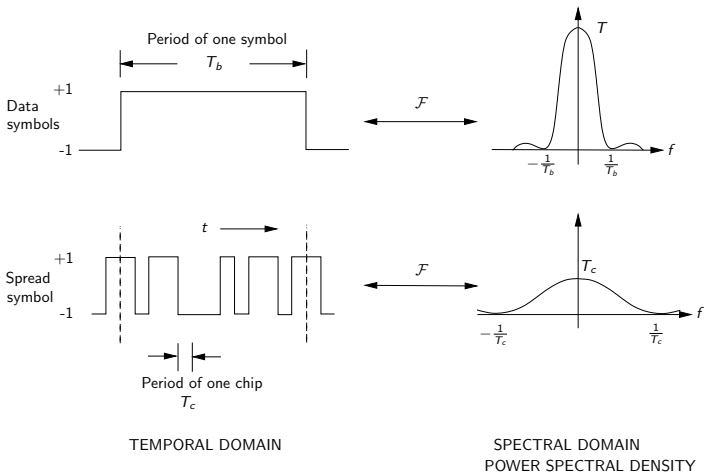 Period of one symbol
T_b
T
+1
Data
symbols
-1
ℱ
f
−1/T_b
1/T_b
t
+1
Spread
symbol
-1
ℱ
T_c
f
−1/T_c
1/T_c
Period of one chip
T_c
TEMPORAL DOMAIN
SPECTRAL DOMAIN
POWER SPECTRAL DENSITY